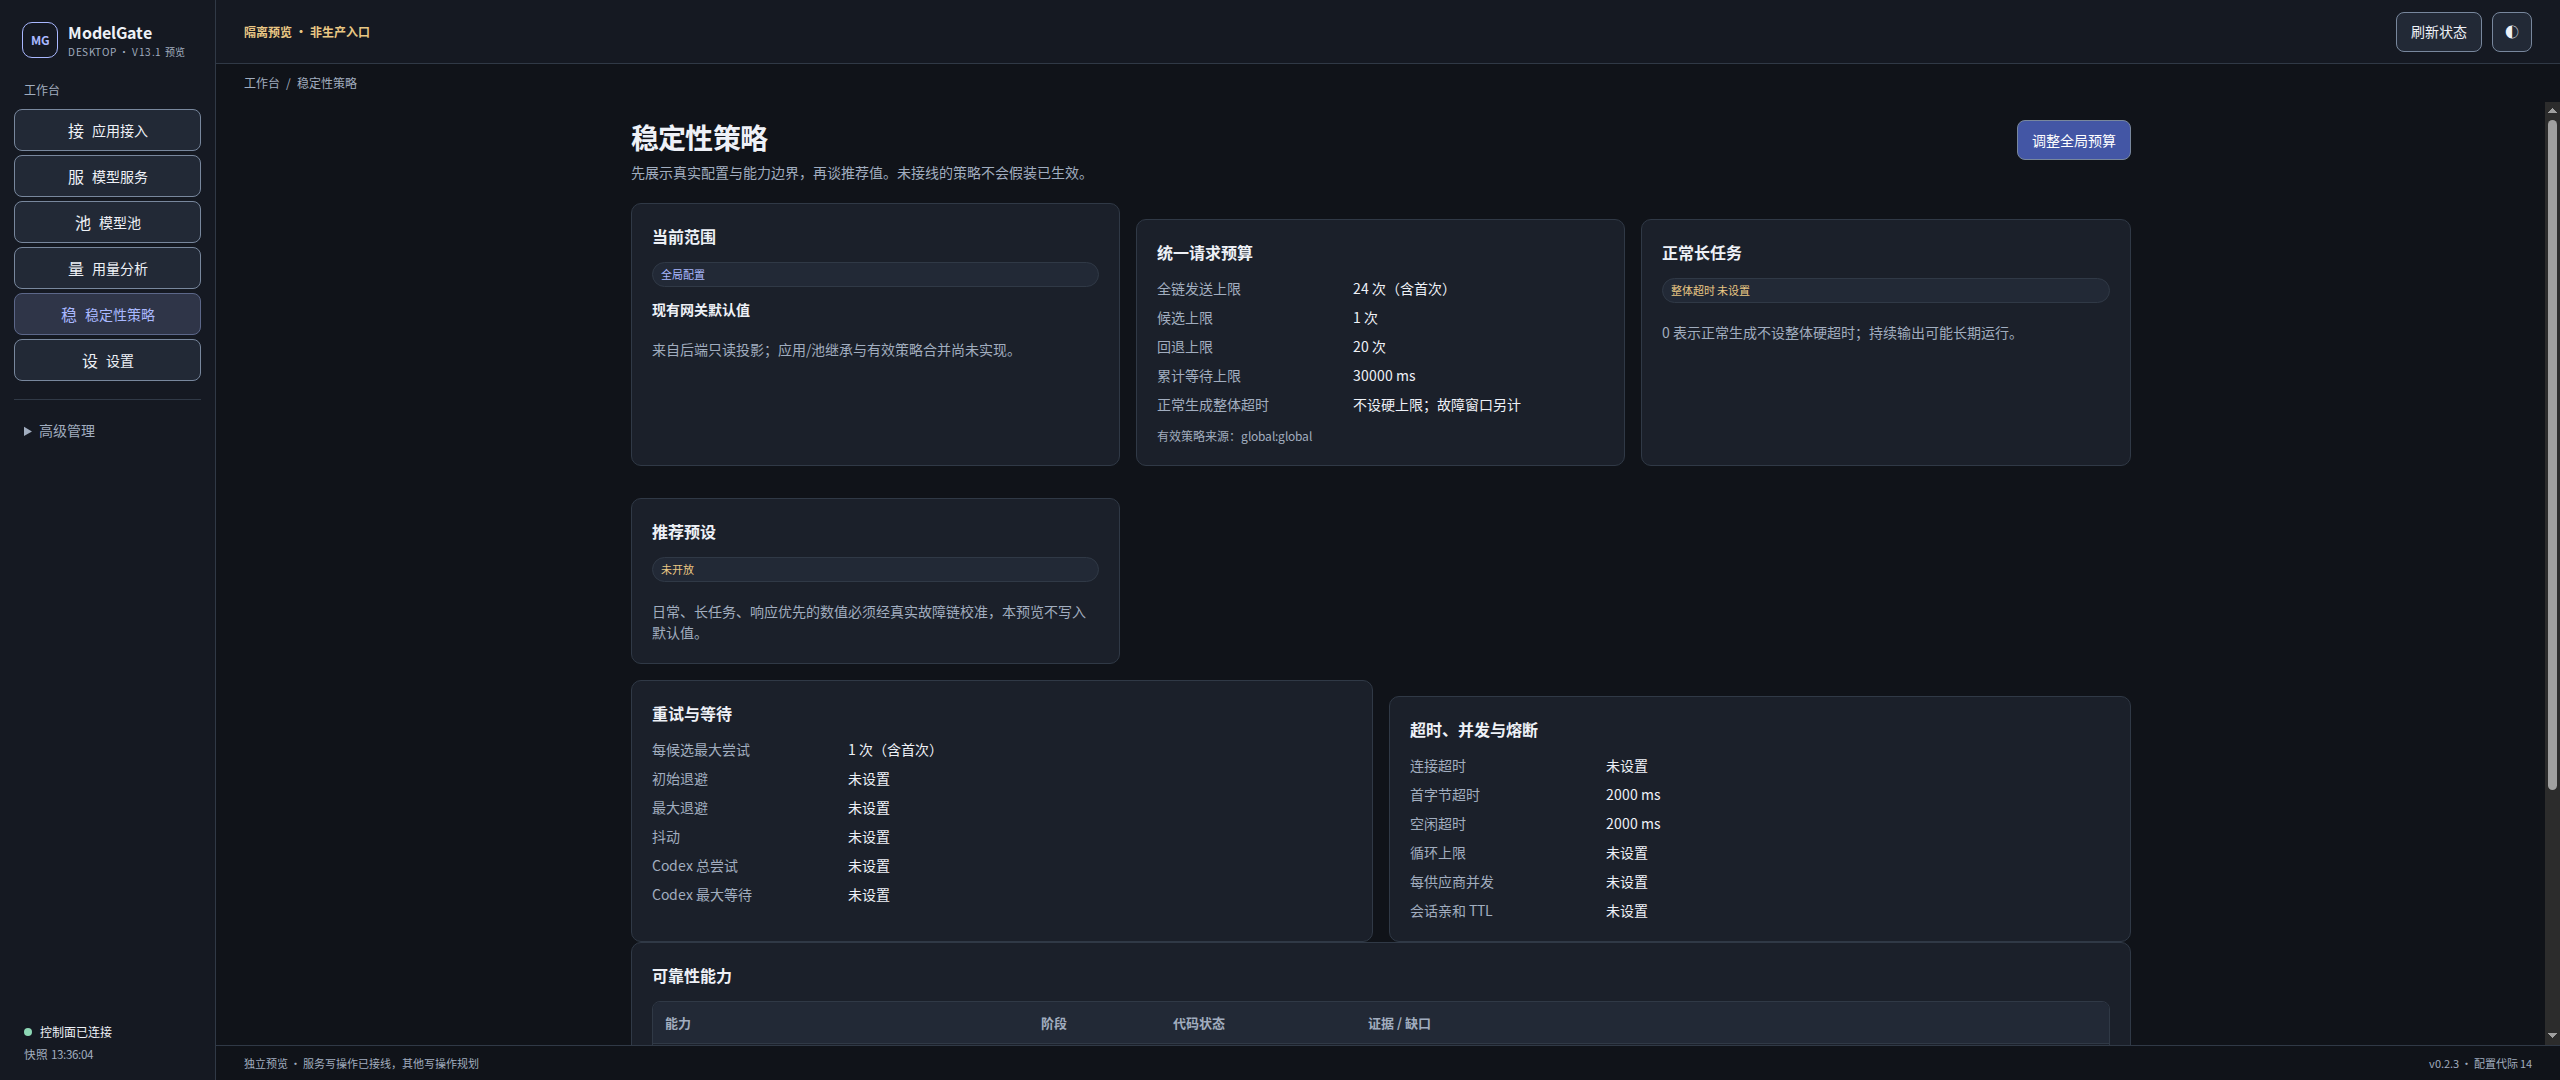 MG
ModelGate
DESKTOP · V13.1 预览
工作台
接 应用接入
服 模型服务
池 模型池
量 用量分析
稳 稳定性策略
设 设置
▶ 高级管理
控制面已连接
快照 13:36:04
隔离预览 · 非生产入口
刷新状态
工作台 / 稳定性策略
稳定性策略
先展示真实配置与能力边界，再谈推荐值。未接线的策略不会假装已生效。
调整全局预算
当前范围
全局配置
现有网关默认值
来自后端只读投影；应用/池继承与有效策略合并尚未实现。
统一请求预算
全链发送上限 24 次（含首次）
候选上限 1 次
回退上限 20 次
累计等待上限 30000 ms
正常生成整体超时 不设硬上限；故障窗口另计
有效策略来源：global:global
正常长任务
整体超时 未设置
0 表示正常生成不设整体硬超时；持续输出可能长期运行。
推荐预设
未开放
日常、长任务、响应优先的数值必须经真实故障链校准，本预览不写入
默认值。
重试与等待
每候选最大尝试 1 次（含首次）
初始退避 未设置
最大退避 未设置
抖动 未设置
Codex 总尝试 未设置
Codex 最大等待 未设置
超时、并发与熔断
连接超时 未设置
首字节超时 2000 ms
空闲超时 2000 ms
循环上限 未设置
每供应商并发 未设置
会话亲和 TTL 未设置
可靠性能力
能力 阶段 代码状态 证据 / 缺口
独立预览 · 服务写操作已接线，其他写操作规划
v0.2.3 · 配置代际 14